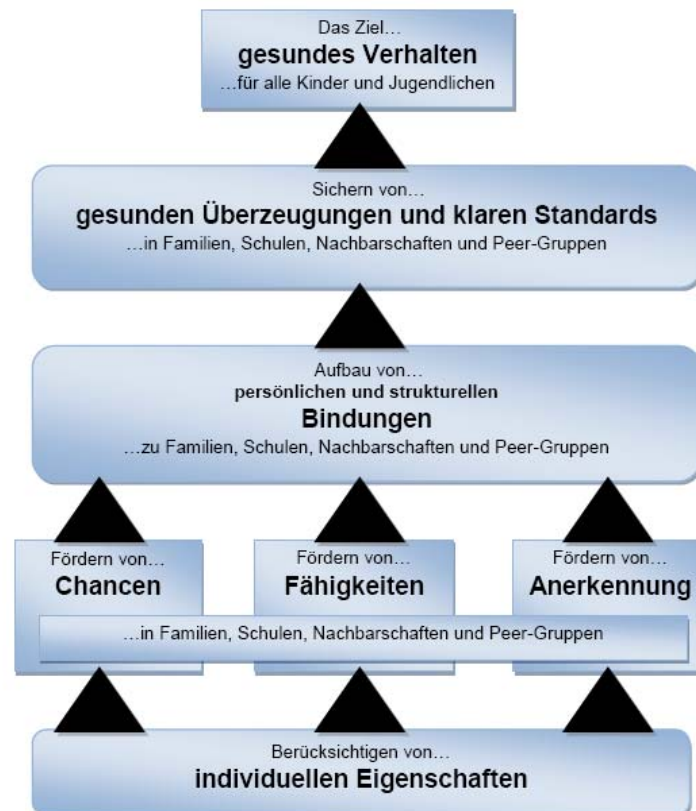 Das Ziel...
gesundes Verhalten
...für alle Kinder und Jugendlichen
Sichern von...
gesunden Überzeugungen und klaren Standards
...in Familien, Schulen, Nachbarschaften und Peer-Gruppen
Aufbau von...
persönlichen und strukturellen
Bindungen
...zu Familien, Schulen, Nachbarschaften und Peer-Gruppen
Fördern von...
Chancen
Fördern von...
Fähigkeiten
Fördern von...
Anerkennung
...in Familien, Schulen, Nachbarschaften und Peer-Gruppen
Berücksichtigen von...
individuellen Eigenschaften